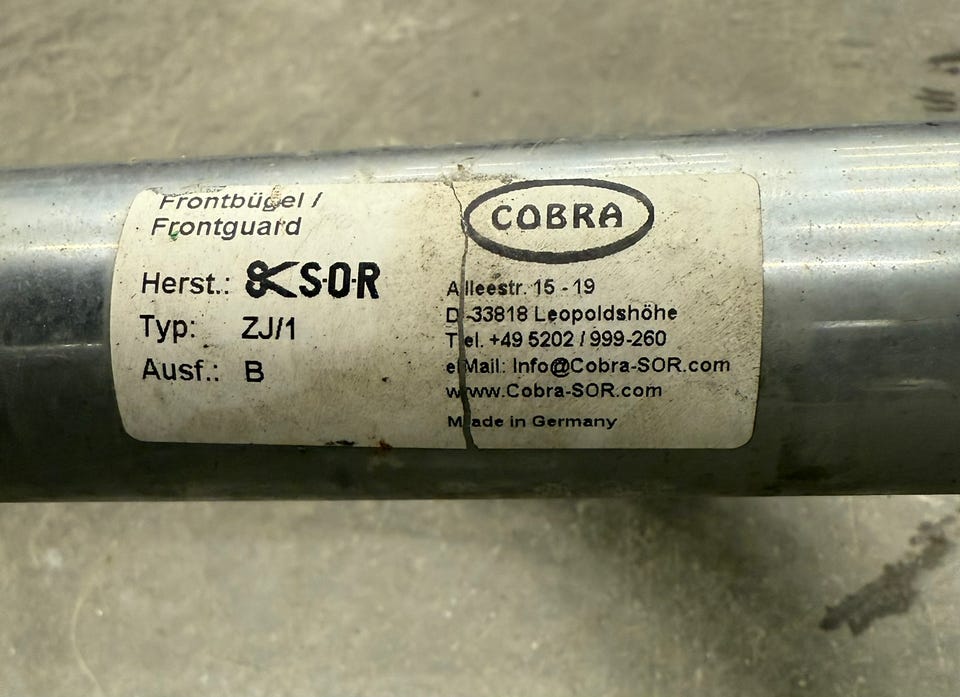 Frontbügel /
Frontguard
Herst.: S·O·R
Typ: ZJ/1
Ausf.: B
COBRA
Alleestr. 15 - 19
D-33818 Leopoldshöhe
Tel. +49 5202 / 999-260
eMail: Info@Cobra-SOR.com
www.Cobra-SOR.com
Made in Germany